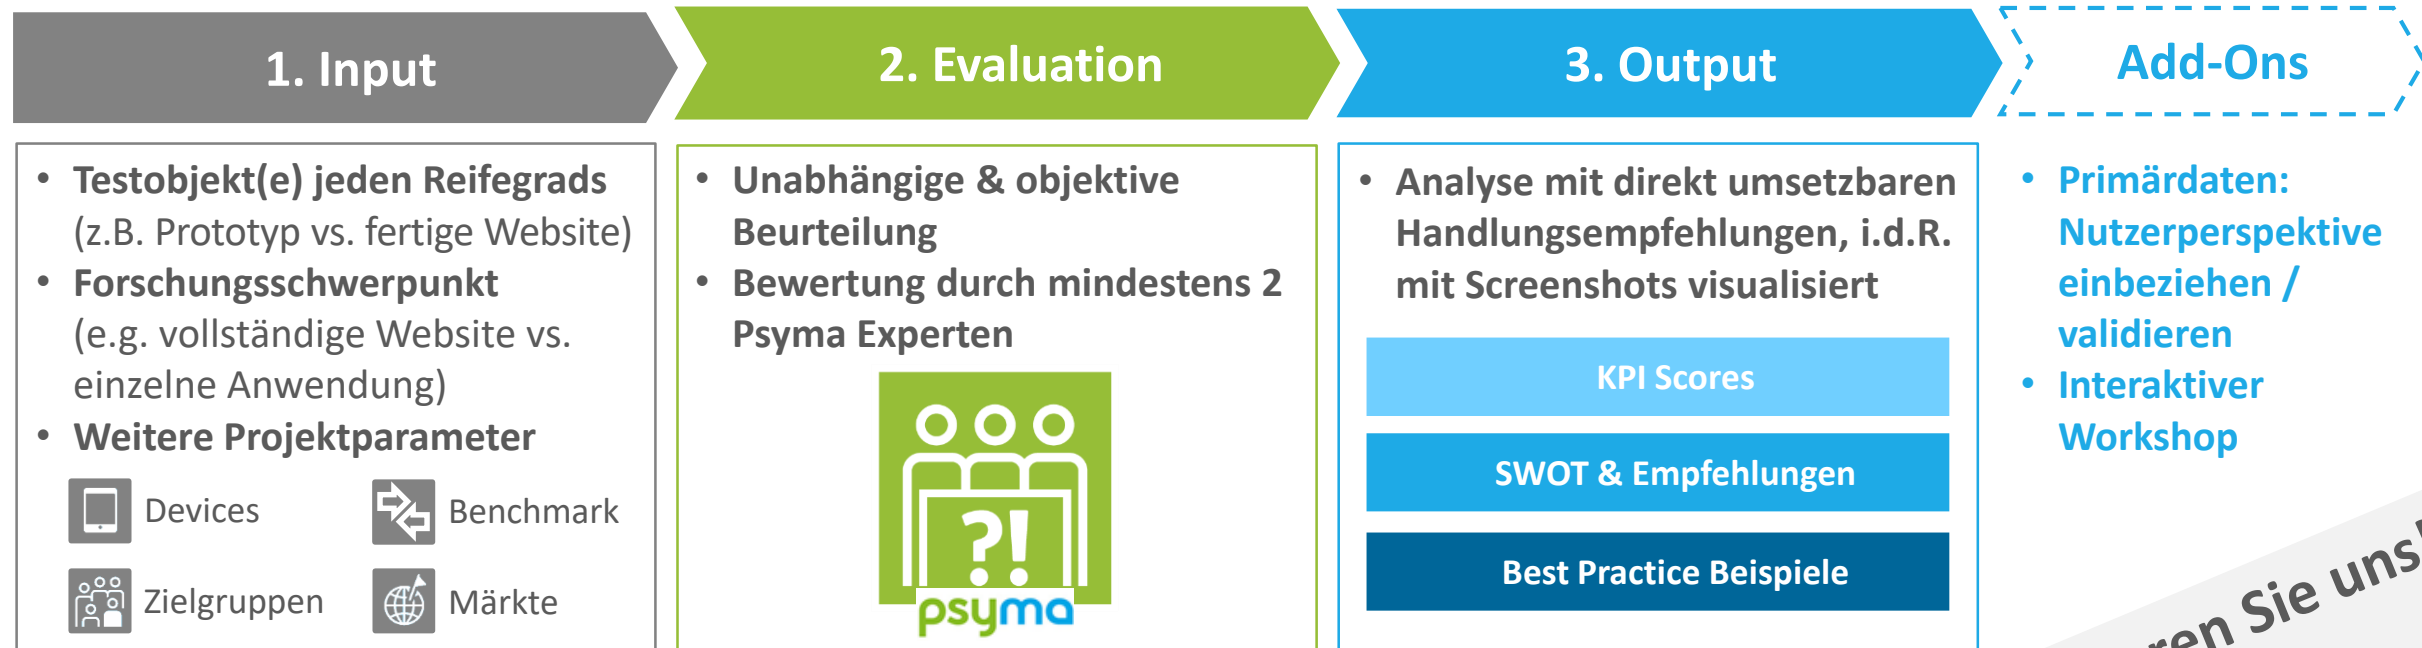 1. Input
2. Evaluation
3. Output
Add-Ons
• Testobjekt(e) jeden Reifegrads
(z.B. Prototyp vs. fertige Website)
• Forschungsschwerpunkt
(e.g. vollständige Website vs.
einzelne Anwendung)
• Weitere Projektparameter
Devices
Benchmark
Zielgruppen
Märkte
• Unabhängige & objektive
Beurteilung
• Bewertung durch mindestens 2
Psyma Experten
?!
psyma
• Analyse mit direkt umsetzbaren
Handlungsempfehlungen, i.d.R.
mit Screenshots visualisiert
KPI Scores
SWOT & Empfehlungen
Best Practice Beispiele
• Primärdaten:
Nutzerperspektive
einbeziehen /
validieren
• Interaktiver
Workshop
ren Sie uns!